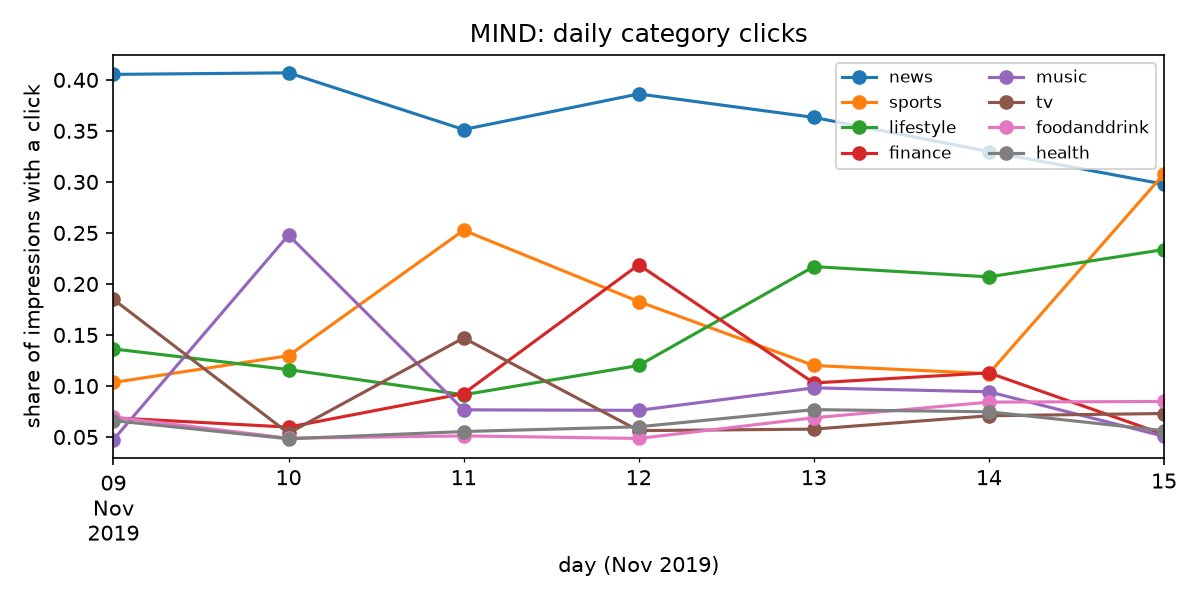 MIND: daily category clicks
share of impressions with a click
0.40
0.35
0.30
0.25
0.20
0.15
0.10
0.05
news
sports
lifestyle
finance
music
tv
foodanddrink
health
09
Nov
2019
10
11
12
13
14
15
day (Nov 2019)